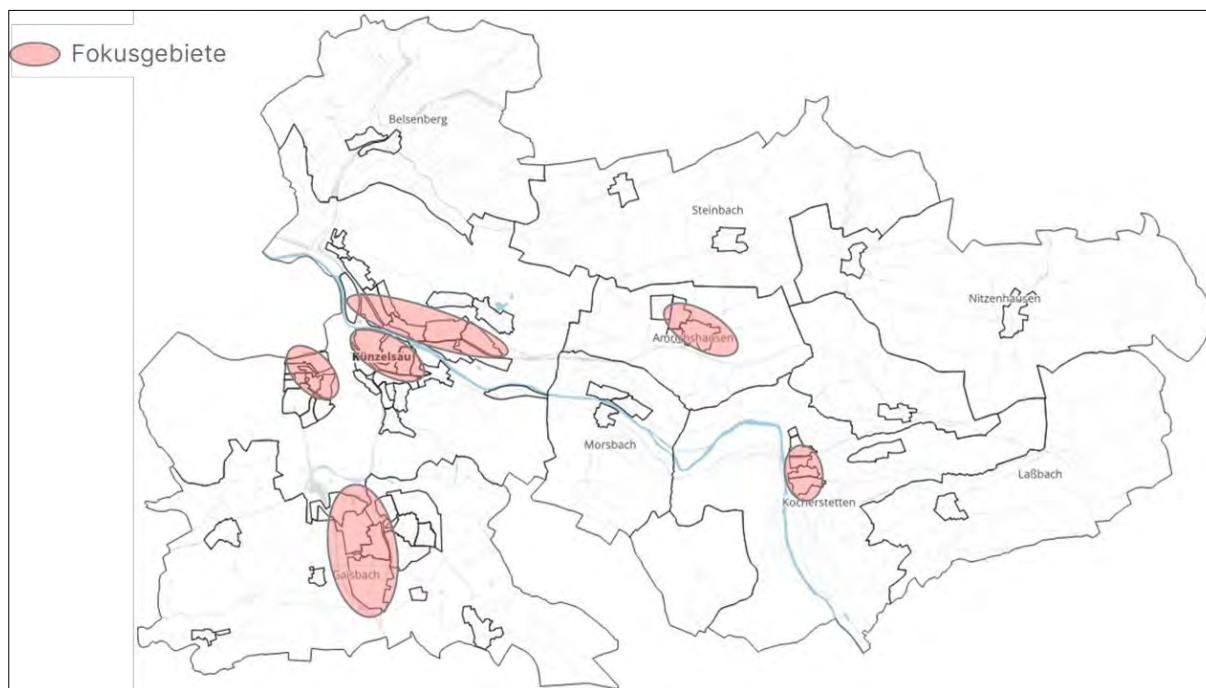 Fokusgebiete
Belsenberg
Steinbach
Nitzenhausen
Amrichshausen
Künzelsau
Morsbach
Laßbach
Kocherstetten
Gaisbach